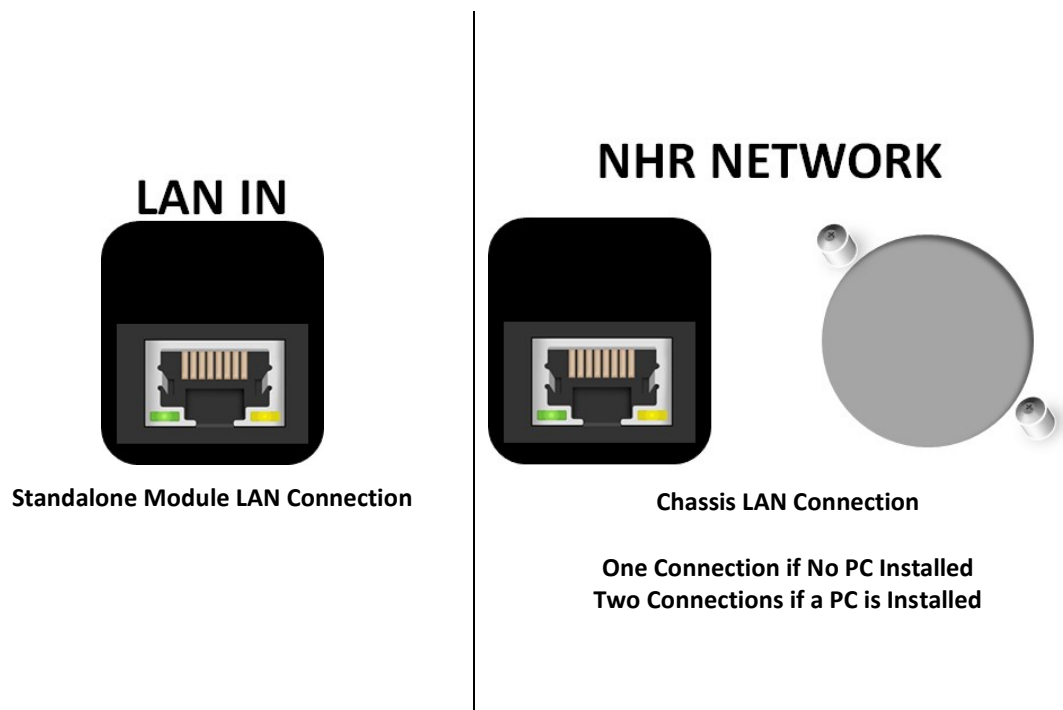 LAN IN
Standalone Module LAN Connection
NHR NETWORK
Chassis LAN Connection
One Connection if No PC Installed
Two Connections if a PC is Installed